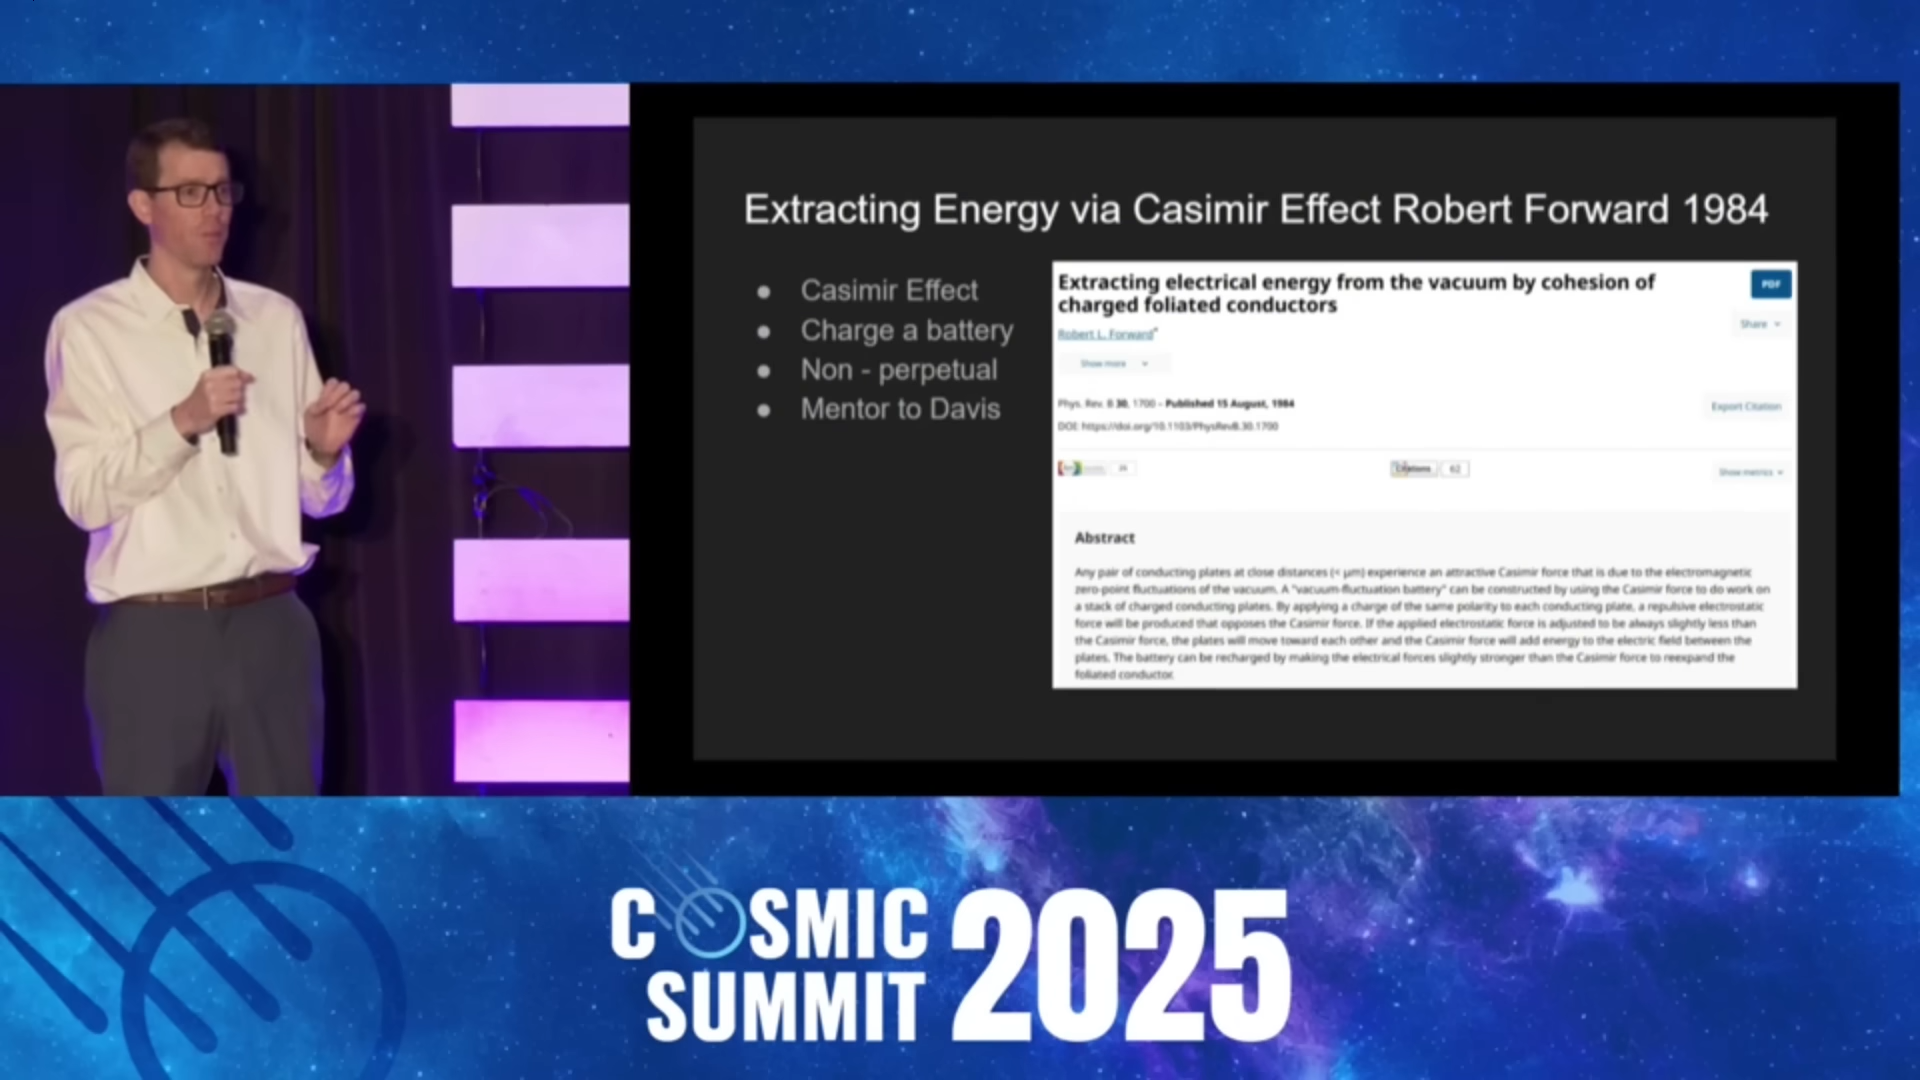 Extracting Energy via Casimir Effect Robert Forward 1984
● Casimir Effect
● Charge a battery
● Non - perpetual
● Mentor to Davis
Extracting electrical energy from the vacuum by cohesion of
charged foliated conductors
PDF
Share
Robert L. Forward*
Show more
Phys. Rev. B 30, 1700 – Published 15 August, 1984
Export Citation
DOI: https://doi.org/10.1103/PhysRevB.30.1700
Citations 62
Show metrics
Abstract
Any pair of conducting plates at close distances (< μm) experience an attractive Casimir force that is due to the electromagnetic
zero-point fluctuations of the vacuum. A "vacuum-fluctuation battery" can be constructed by using the Casimir force to do work on
a stack of charged conducting plates. By applying a charge of the same polarity to each conducting plate, a repulsive electrostatic
force will be produced that opposes the Casimir force. If the applied electrostatic force is adjusted to be always slightly less than
the Casimir force, the plates will move toward each other and the Casimir force will add energy to the electric field between the
plates. The battery can be recharged by making the electrical forces slightly stronger than the Casimir force to reexpand the
foliated conductor.
COSMIC
SUMMIT
2025